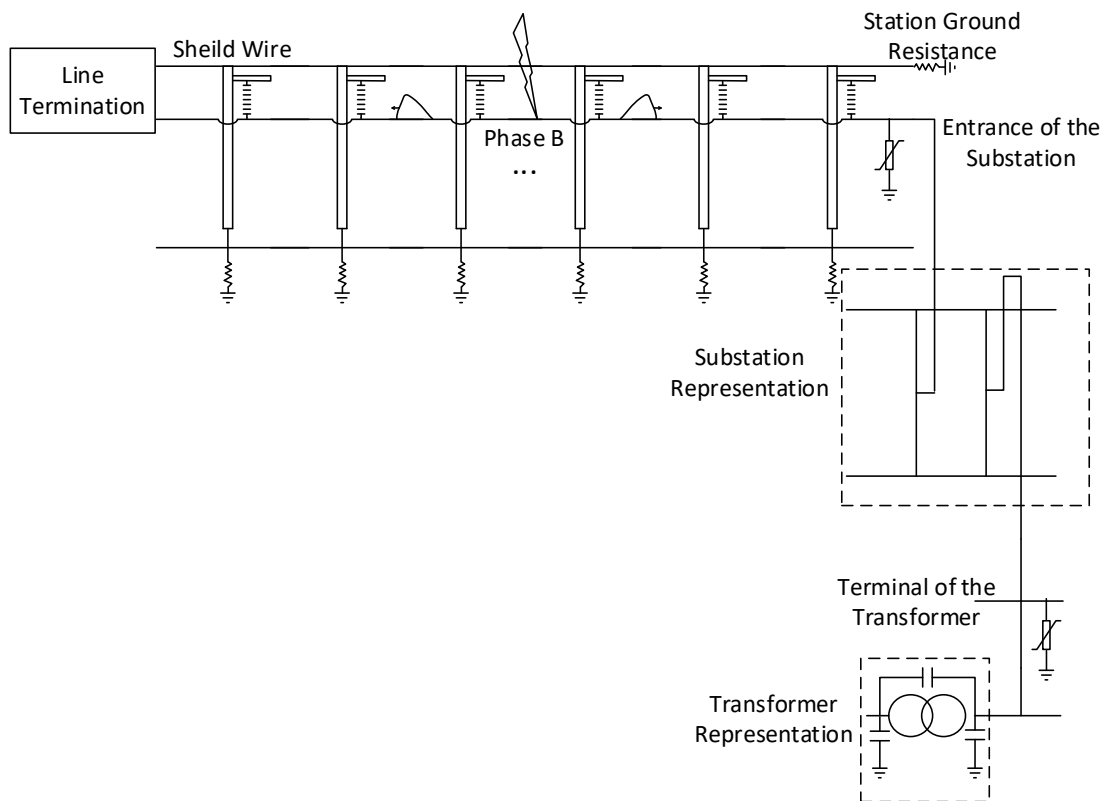 Sheild Wire
Line
Termination
Station Ground
Resistance
Phase B
...
Entrance of the
Substation
Substation
Representation
Terminal of the
Transformer
Transformer
Representation